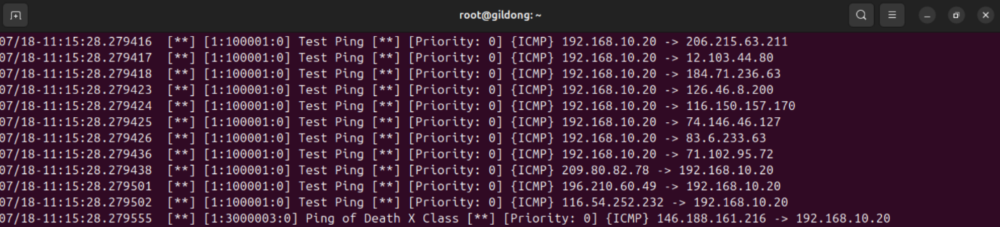 root@gildong: ~
07/18-11:15:28.279416  [**] [1:100001:0] Test Ping [**] [Priority: 0] {ICMP} 192.168.10.20 -> 206.215.63.211
07/18-11:15:28.279417  [**] [1:100001:0] Test Ping [**] [Priority: 0] {ICMP} 192.168.10.20 -> 12.103.44.80
07/18-11:15:28.279418  [**] [1:100001:0] Test Ping [**] [Priority: 0] {ICMP} 192.168.10.20 -> 184.71.236.63
07/18-11:15:28.279423  [**] [1:100001:0] Test Ping [**] [Priority: 0] {ICMP} 192.168.10.20 -> 126.46.8.200
07/18-11:15:28.279424  [**] [1:100001:0] Test Ping [**] [Priority: 0] {ICMP} 192.168.10.20 -> 116.150.157.170
07/18-11:15:28.279425  [**] [1:100001:0] Test Ping [**] [Priority: 0] {ICMP} 192.168.10.20 -> 74.146.46.127
07/18-11:15:28.279426  [**] [1:100001:0] Test Ping [**] [Priority: 0] {ICMP} 192.168.10.20 -> 83.6.233.63
07/18-11:15:28.279436  [**] [1:100001:0] Test Ping [**] [Priority: 0] {ICMP} 192.168.10.20 -> 71.102.95.72
07/18-11:15:28.279438  [**] [1:100001:0] Test Ping [**] [Priority: 0] {ICMP} 209.80.82.78 -> 192.168.10.20
07/18-11:15:28.279501  [**] [1:100001:0] Test Ping [**] [Priority: 0] {ICMP} 196.210.60.49 -> 192.168.10.20
07/18-11:15:28.279502  [**] [1:100001:0] Test Ping [**] [Priority: 0] {ICMP} 116.54.252.232 -> 192.168.10.20
07/18-11:15:28.279555  [**] [1:3000003:0] Ping of Death X Class [**] [Priority: 0] {ICMP} 146.188.161.216 -> 192.168.10.20